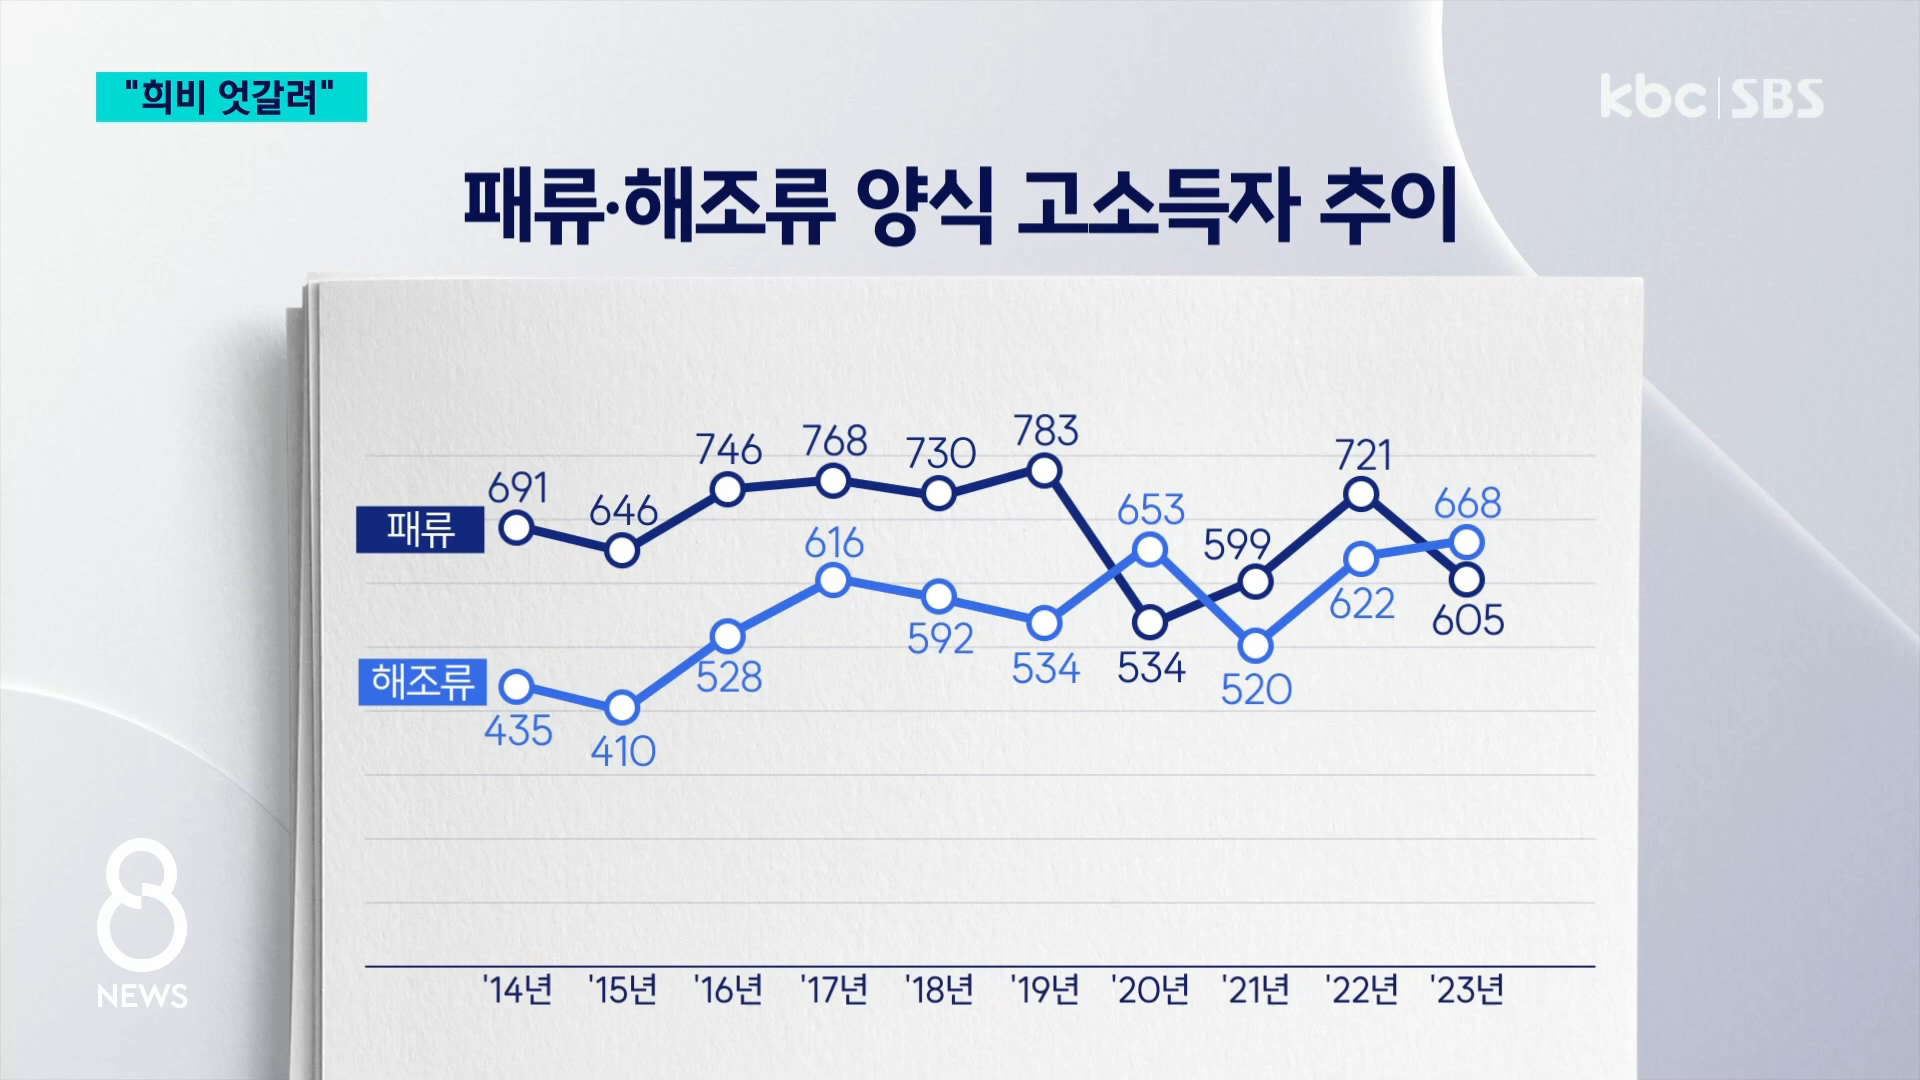 "희비 엇갈려"
kbc | SBS
패류·해조류 양식 고소득자 추이
패류
691 646 746 768 730 783 534 599 721 605
해조류
435 410 528 616 592 534 653 520 622 668
'14년 '15년 '16년 '17년 '18년 '19년 '20년 '21년 '22년 '23년
8
NEWS